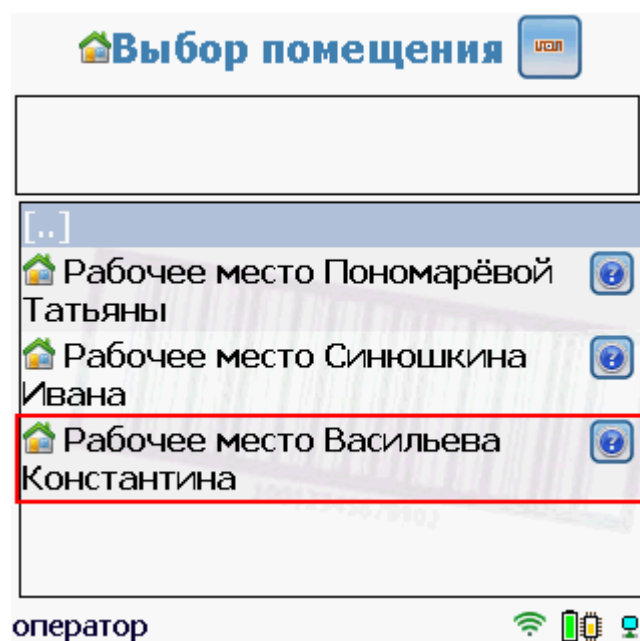 Выбор помещения
[..]
Рабочее место Пономарёвой
Татьяны
Рабочее место Синюшкина
Ивана
Рабочее место Васильева
Константина
оператор